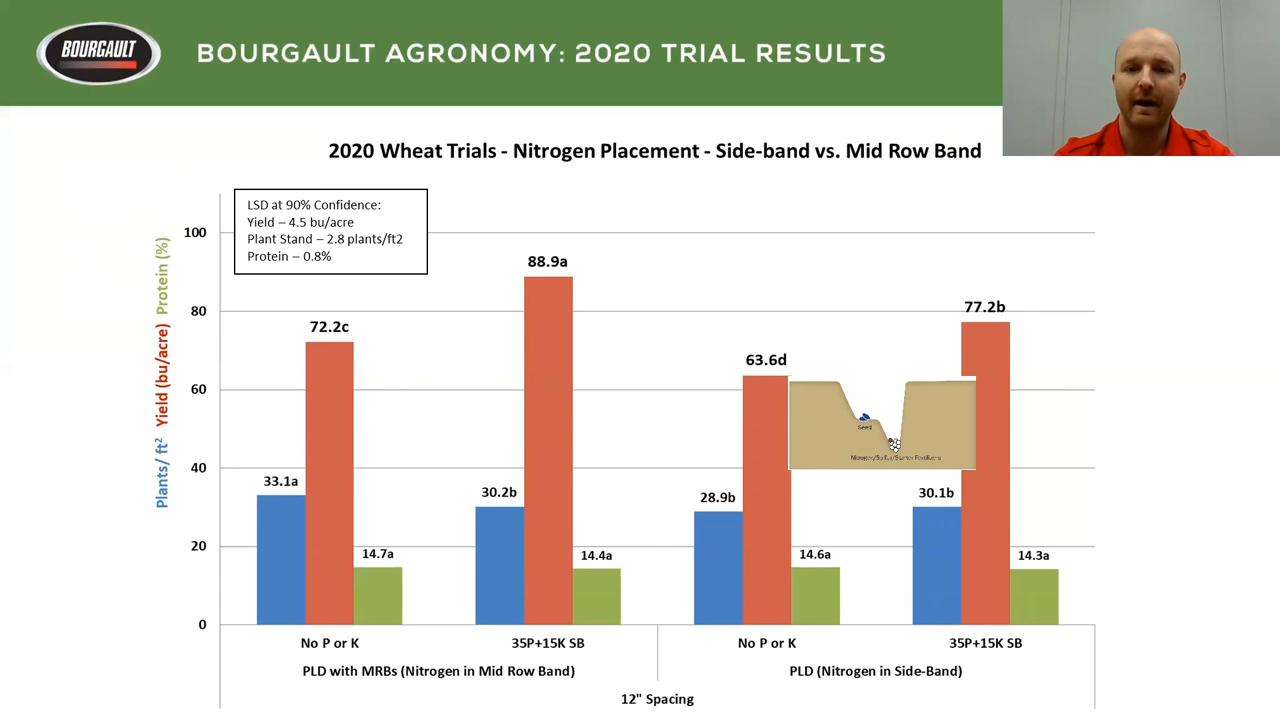 BOURGAULT
BOURGAULT AGRONOMY: 2020 TRIAL RESULTS
2020 Wheat Trials - Nitrogen Placement - Side-band vs. Mid Row Band
LSD at 90% Confidence:
Yield – 4.5 bu/acre
Plant Stand – 2.8 plants/ft2
Protein – 0.8%
Plants/ ft² Yield (bu/acre) Protein (%)
100
80
60
40
20
0
33.1a
72.2c
14.7a
30.2b
88.9a
14.4a
28.9b
63.6d
14.6a
30.1b
77.2b
14.3a
Seed
Nitrogen/Sulfur/Starter Fertilizers
No P or K
35P+15K SB
No P or K
35P+15K SB
PLD with MRBs (Nitrogen in Mid Row Band)
PLD (Nitrogen in Side-Band)
12" Spacing